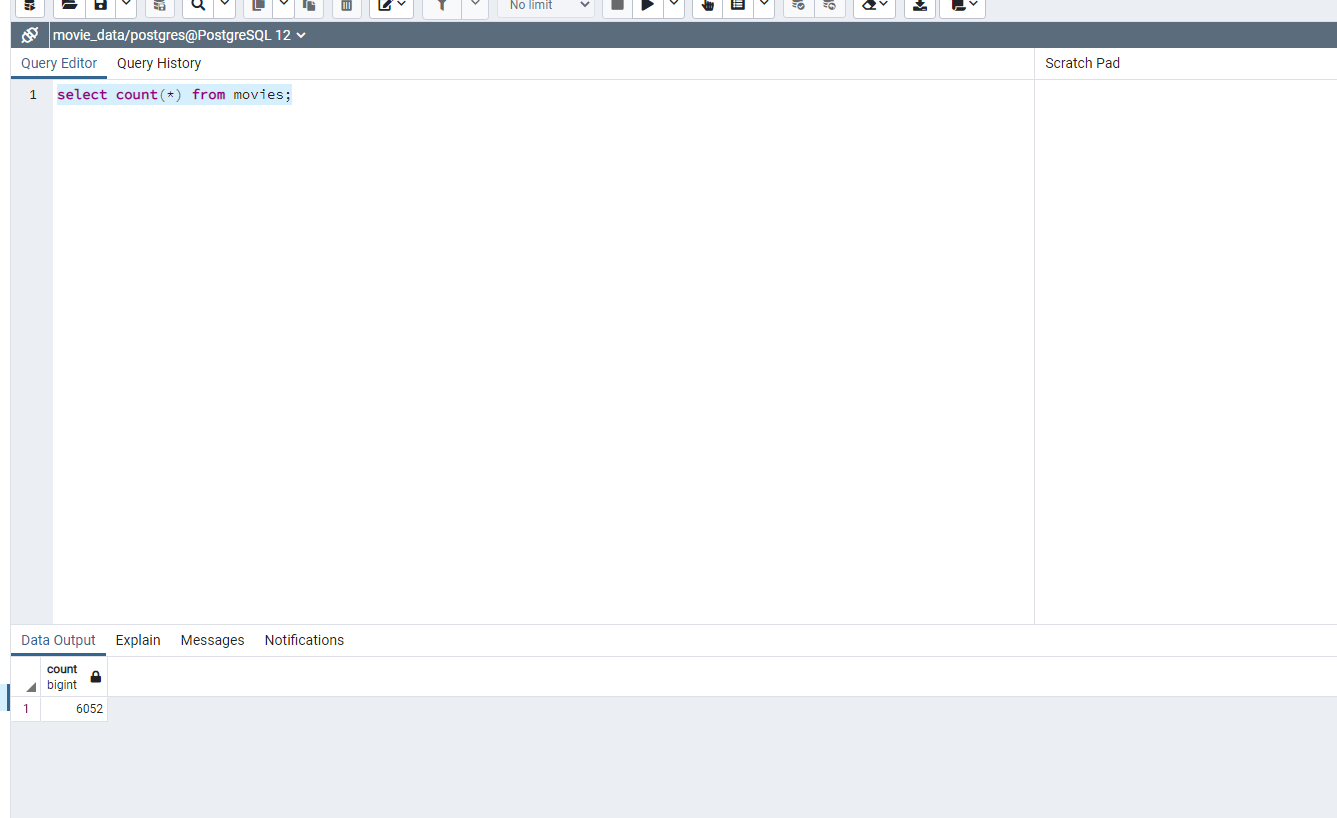 No limit
movie_data/postgres@PostgreSQL 12
Query Editor Query History Scratch Pad
1 select count(*) from movies;
Data Output Explain Messages Notifications
count
bigint
1 6052